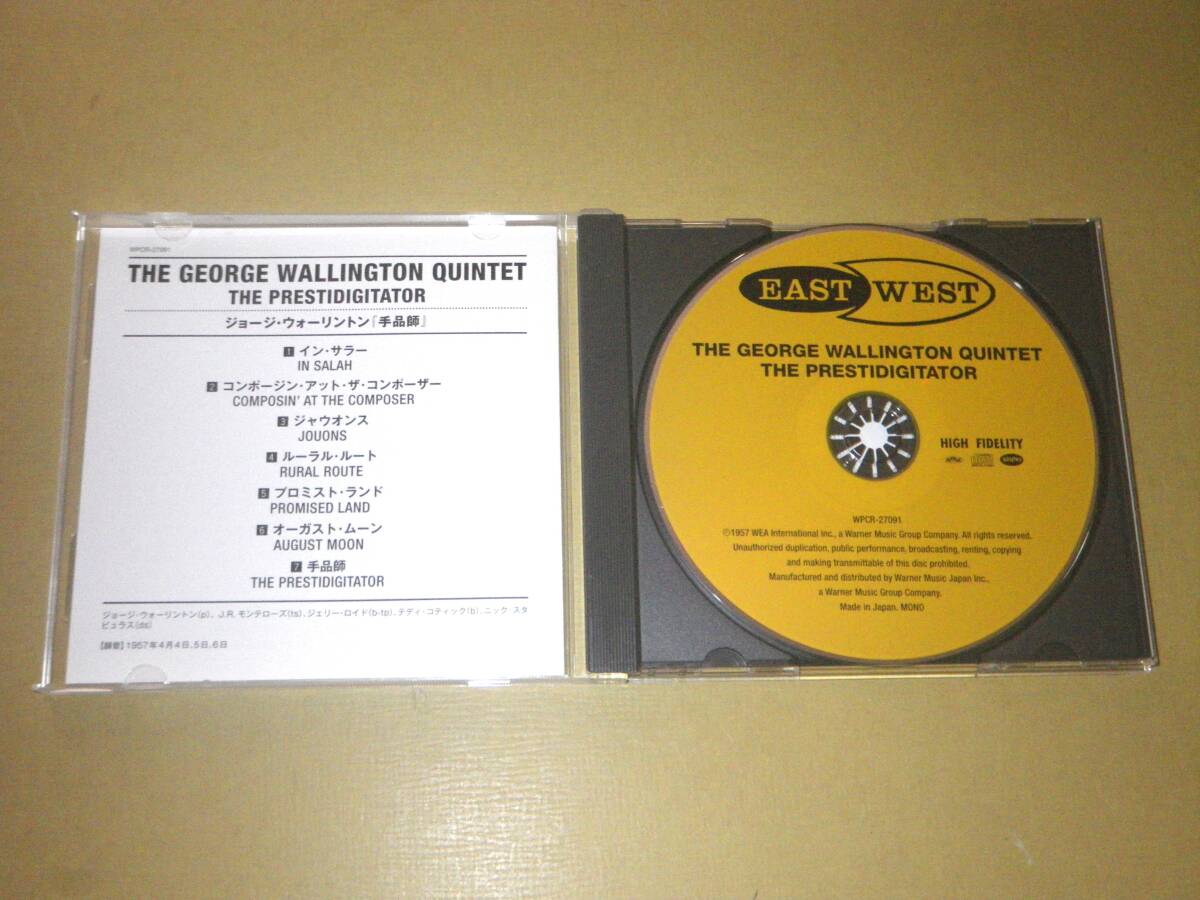 WPCR-27091
THE GEORGE WALLINGTON QUINTET
THE PRESTIDIGITATOR
ジョージ・ウォーリントン『手品師』
1 イン・サラー
IN SALAH
2 コンポージン・アット・ザ・コンポーザー
COMPOSIN' AT THE COMPOSER
3 ジャウオンス
JOUONS
4 ルーラル・ルート
RURAL ROUTE
5 プロミスト・ランド
PROMISED LAND
6 オーガスト・ムーン
AUGUST MOON
7 手品師
THE PRESTIDIGITATOR
ジョージ・ウォーリントン(p)、J.R.モンテローズ(ts)、ジェリー・ロイド(b-tp)、テディ・コティック(b)、ニック・スタ
ビュラス(ds)
【録音】1957年4月4日、5日、6日
EAST WEST
THE GEORGE WALLINGTON QUINTET
THE PRESTIDIGITATOR
HIGH FIDELITY
WPCR-27091
℗1957 WEA International Inc., a Warner Music Group Company. All rights reserved.
Unauthorized duplication, public performance, broadcasting, renting, copying
and making transmittable of this disc prohibited.
Manufactured and distributed by Warner Music Japan Inc.,
a Warner Music Group Company.
Made in Japan. MONO